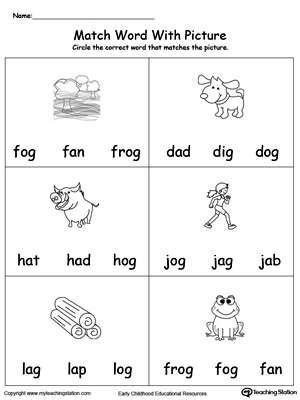 Name:
Match Word With Picture
Circle the correct word that matches the picture.
fog fan frog
dad dig dog
hat had hog
jog jag jab
lag lap log
frog fog fan
Copyright © by TeachingStation
www.myteachingstation.com
Early Childhood Educational Resources
TeachingStation